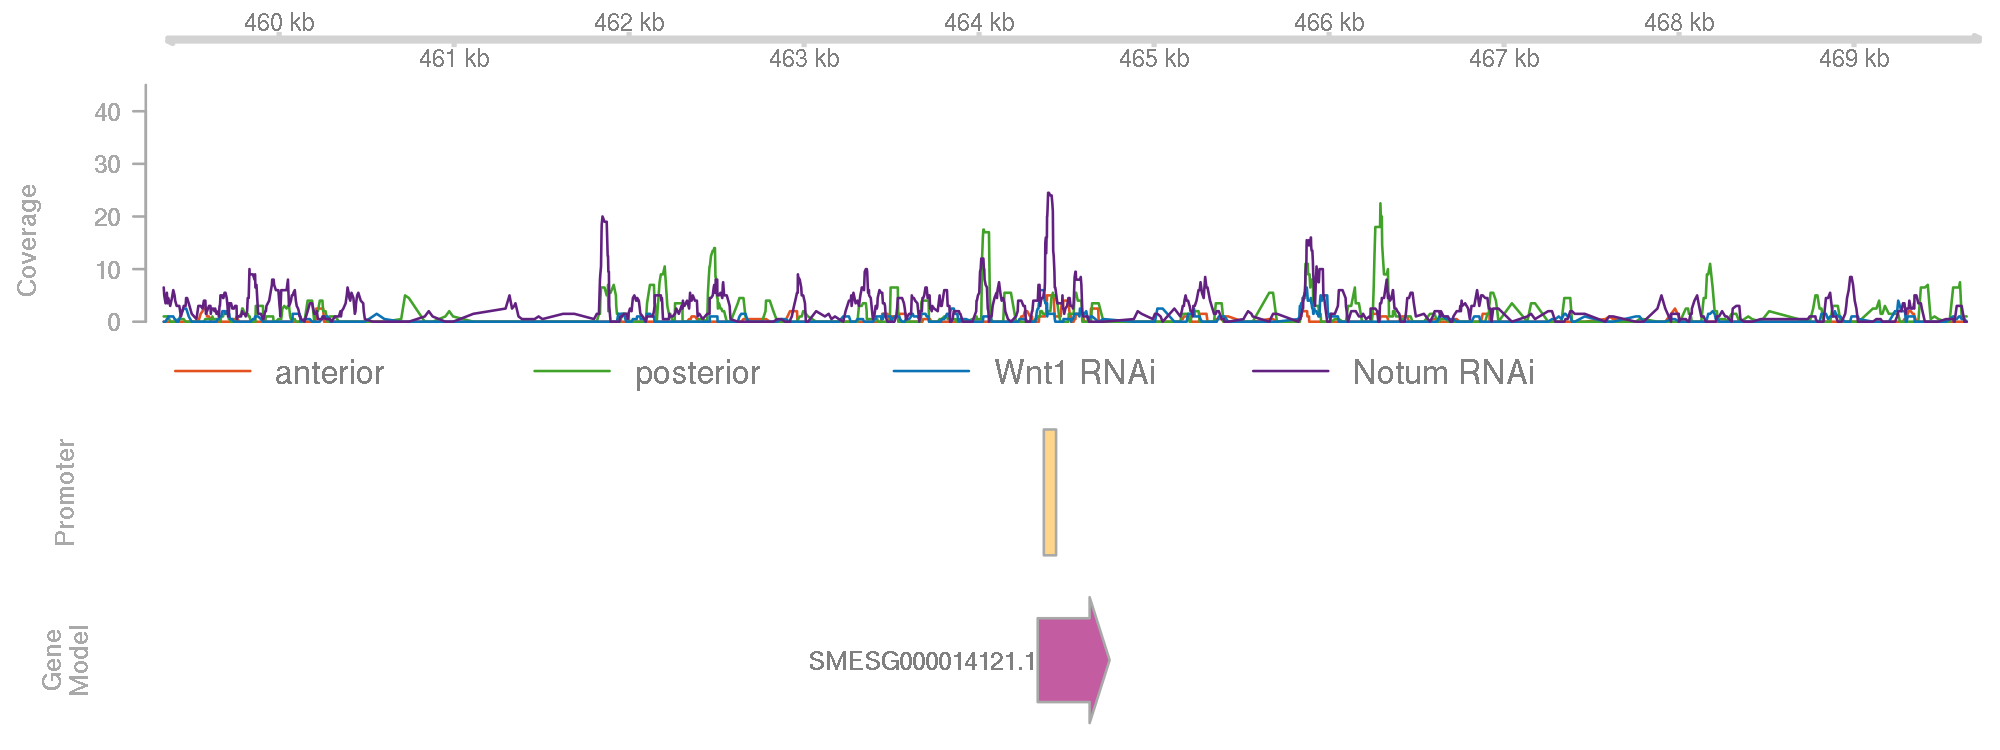 460 kb 462 kb 464 kb 466 kb 468 kb
461 kb 463 kb 465 kb 467 kb 469 kb
Coverage
40
30
20
10
0
anterior posterior Wnt1 RNAi Notum RNAi
Promoter
Gene
Model
SMESG000014121.1